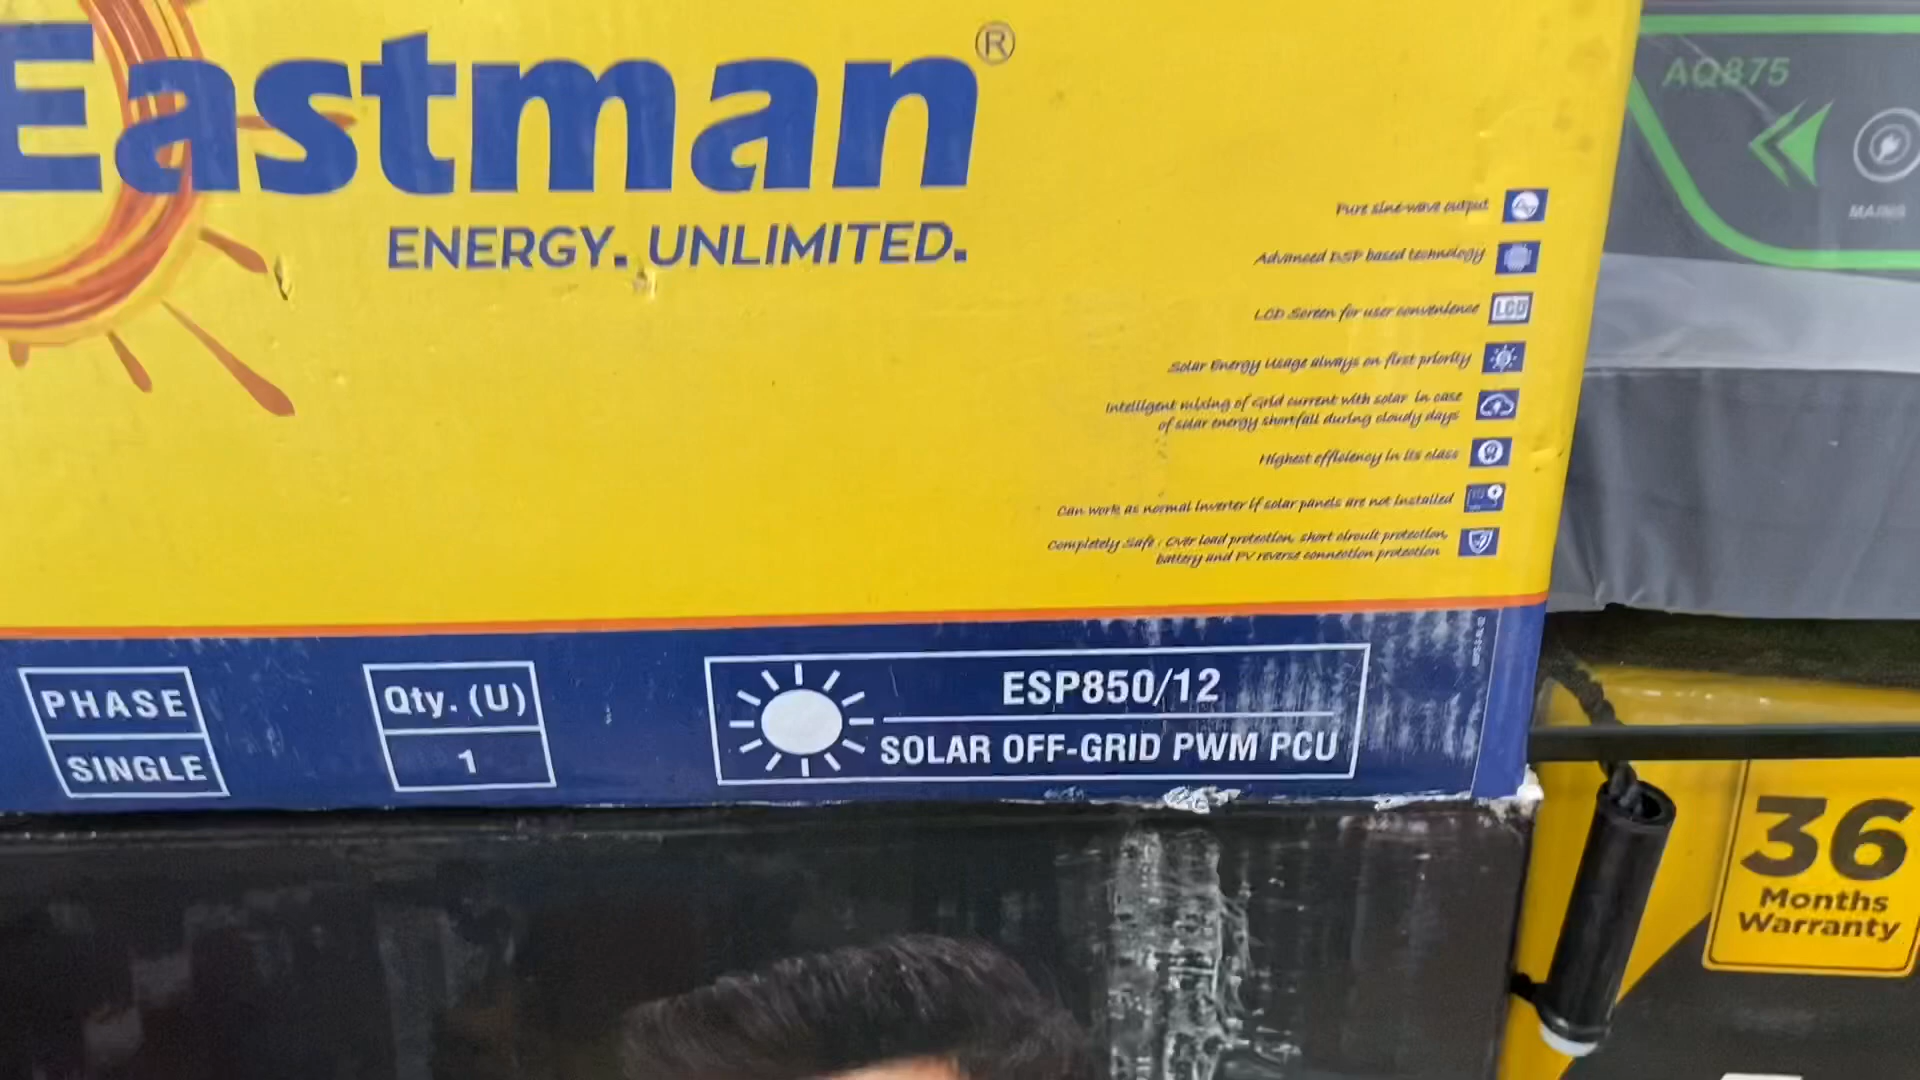 Eastman®
ENERGY. UNLIMITED.
Pure sine-wave output
Advanced DSP based technology
LCD Screen for user convenience
LCD
Solar Energy Usage always on first priority
Intelligent mixing of Grid current with solar in case
of solar energy shortfall during cloudy days
Highest efficiency in its class
Can work as normal Inverter if solar panels are not installed
Completely Safe : Over load protection, short circuit protection,
battery and PV reverse connection protection
PHASE
SINGLE
Qty. (U)
1
ESP850/12
SOLAR OFF-GRID PWM PCU
AQ875
MAINS
36
Months
Warranty